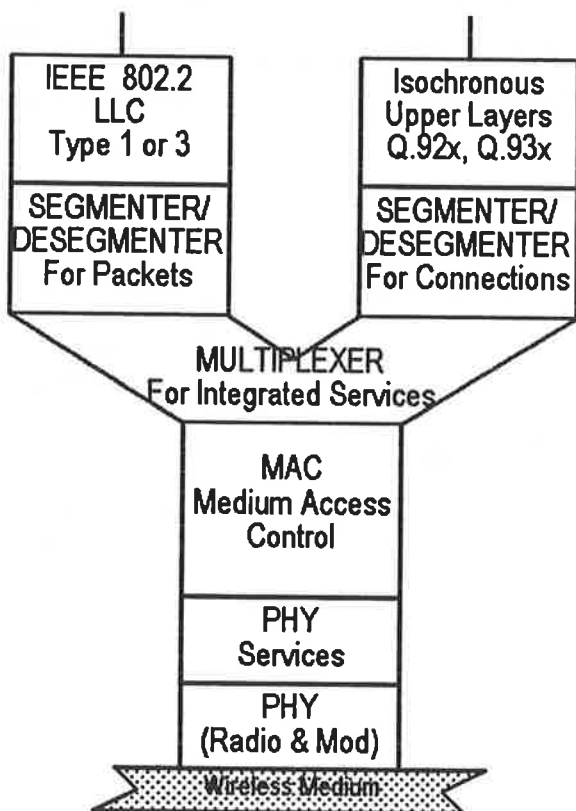 IEEE 802.2
LLC
Type 1 or 3
SEGMENTER/
DESEGMENTER
For Packets
Isochronous
Upper Layers
Q.92x, Q.93x
SEGMENTER/
DESEGMENTER
For Connections
MULTIPLEXER
For Integrated Services
MAC
Medium Access
Control
PHY
Services
PHY
(Radio & Mod)
Wireless Medium